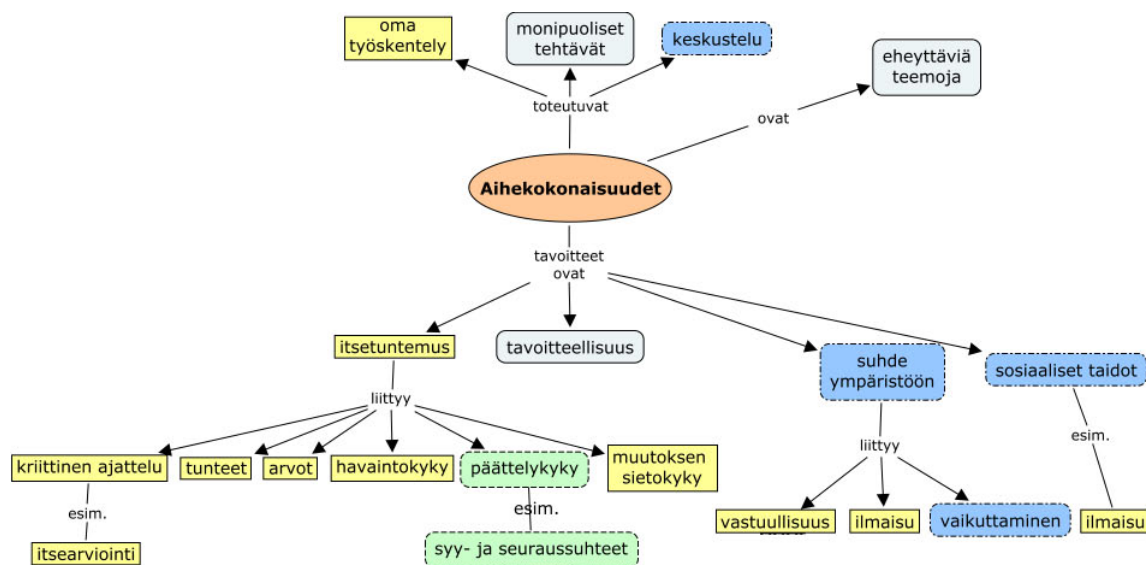 oma
työskentely
monipuoliset
tehtävät
keskustelu
eheyttäviä
teemoja
toteutuvat
ovat
Aihekokonaisuudet
tavoitteet
ovat
itsetuntemus
tavoitteellisuus
suhde
ympäristöön
sosiaaliset taidot
liittyy
kriittinen ajattelu
tunteet
arvot
havaintokyky
päättelykyky
muutoksen
sietokyky
liittyy
esim.
esim.
esim.
itsearviointi
syy- ja seuraussuhteet
vastuullisuus
ilmaisu
vaikuttaminen
ilmaisu